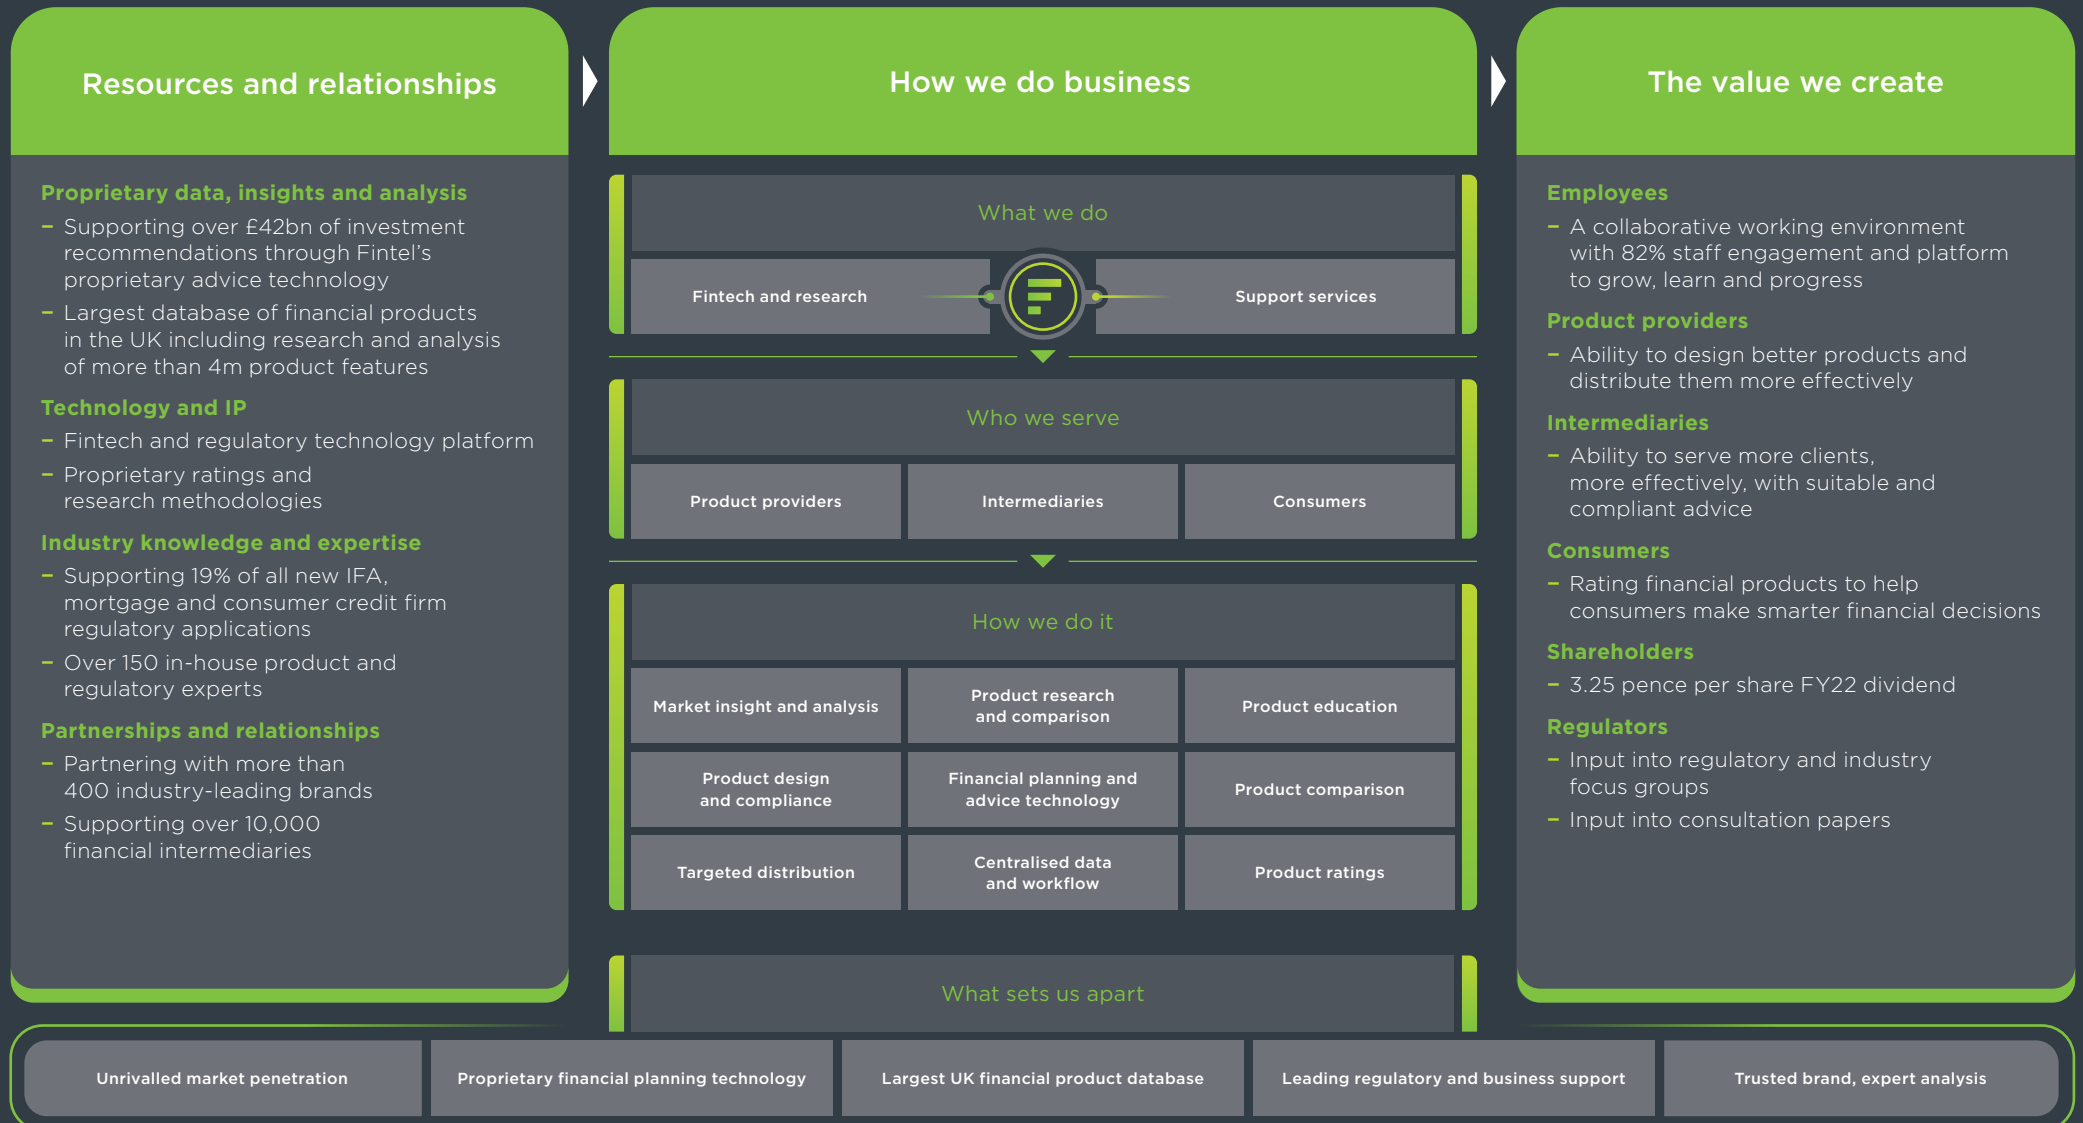 Resources and relationships
Proprietary data, insights and analysis
– Supporting over £42bn of investment
recommendations through Fintel’s
proprietary advice technology
– Largest database of financial products
in the UK including research and analysis
of more than 4m product features
Technology and IP
– Fintech and regulatory technology platform
– Proprietary ratings and
research methodologies
Industry knowledge and expertise
– Supporting 19% of all new IFA,
mortgage and consumer credit firm
regulatory applications
– Over 150 in-house product and
regulatory experts
Partnerships and relationships
– Partnering with more than
400 industry-leading brands
– Supporting over 10,000
financial intermediaries
How we do business
What we do
Fintech and research
Support services
Who we serve
Product providers
Intermediaries
Consumers
How we do it
Market insight and analysis
Product research
and comparison
Product education
Product design
and compliance
Financial planning and
advice technology
Product comparison
Targeted distribution
Centralised data
and workflow
Product ratings
The value we create
Employees
– A collaborative working environment
with 82% staff engagement and platform
to grow, learn and progress
Product providers
– Ability to design better products and
distribute them more effectively
Intermediaries
– Ability to serve more clients,
more effectively, with suitable and
compliant advice
Consumers
– Rating financial products to help
consumers make smarter financial decisions
Shareholders
– 3.25 pence per share FY22 dividend
Regulators
– Input into regulatory and industry
focus groups
– Input into consultation papers
What sets us apart
Unrivalled market penetration
Proprietary financial planning technology
Largest UK financial product database
Leading regulatory and business support
Trusted brand, expert analysis